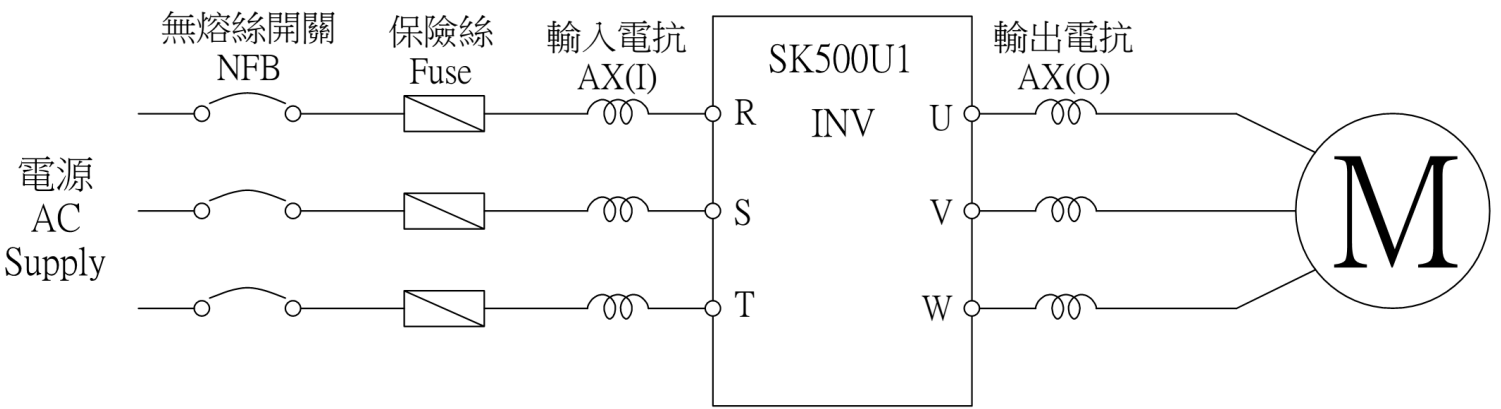 無熔絲開關
NFB
保險絲
Fuse
輸入電抗
AX(I)
SK500U1
INV
輸出電抗
AX(O)
R
U
電源
AC
Supply
S
V
T
W
M